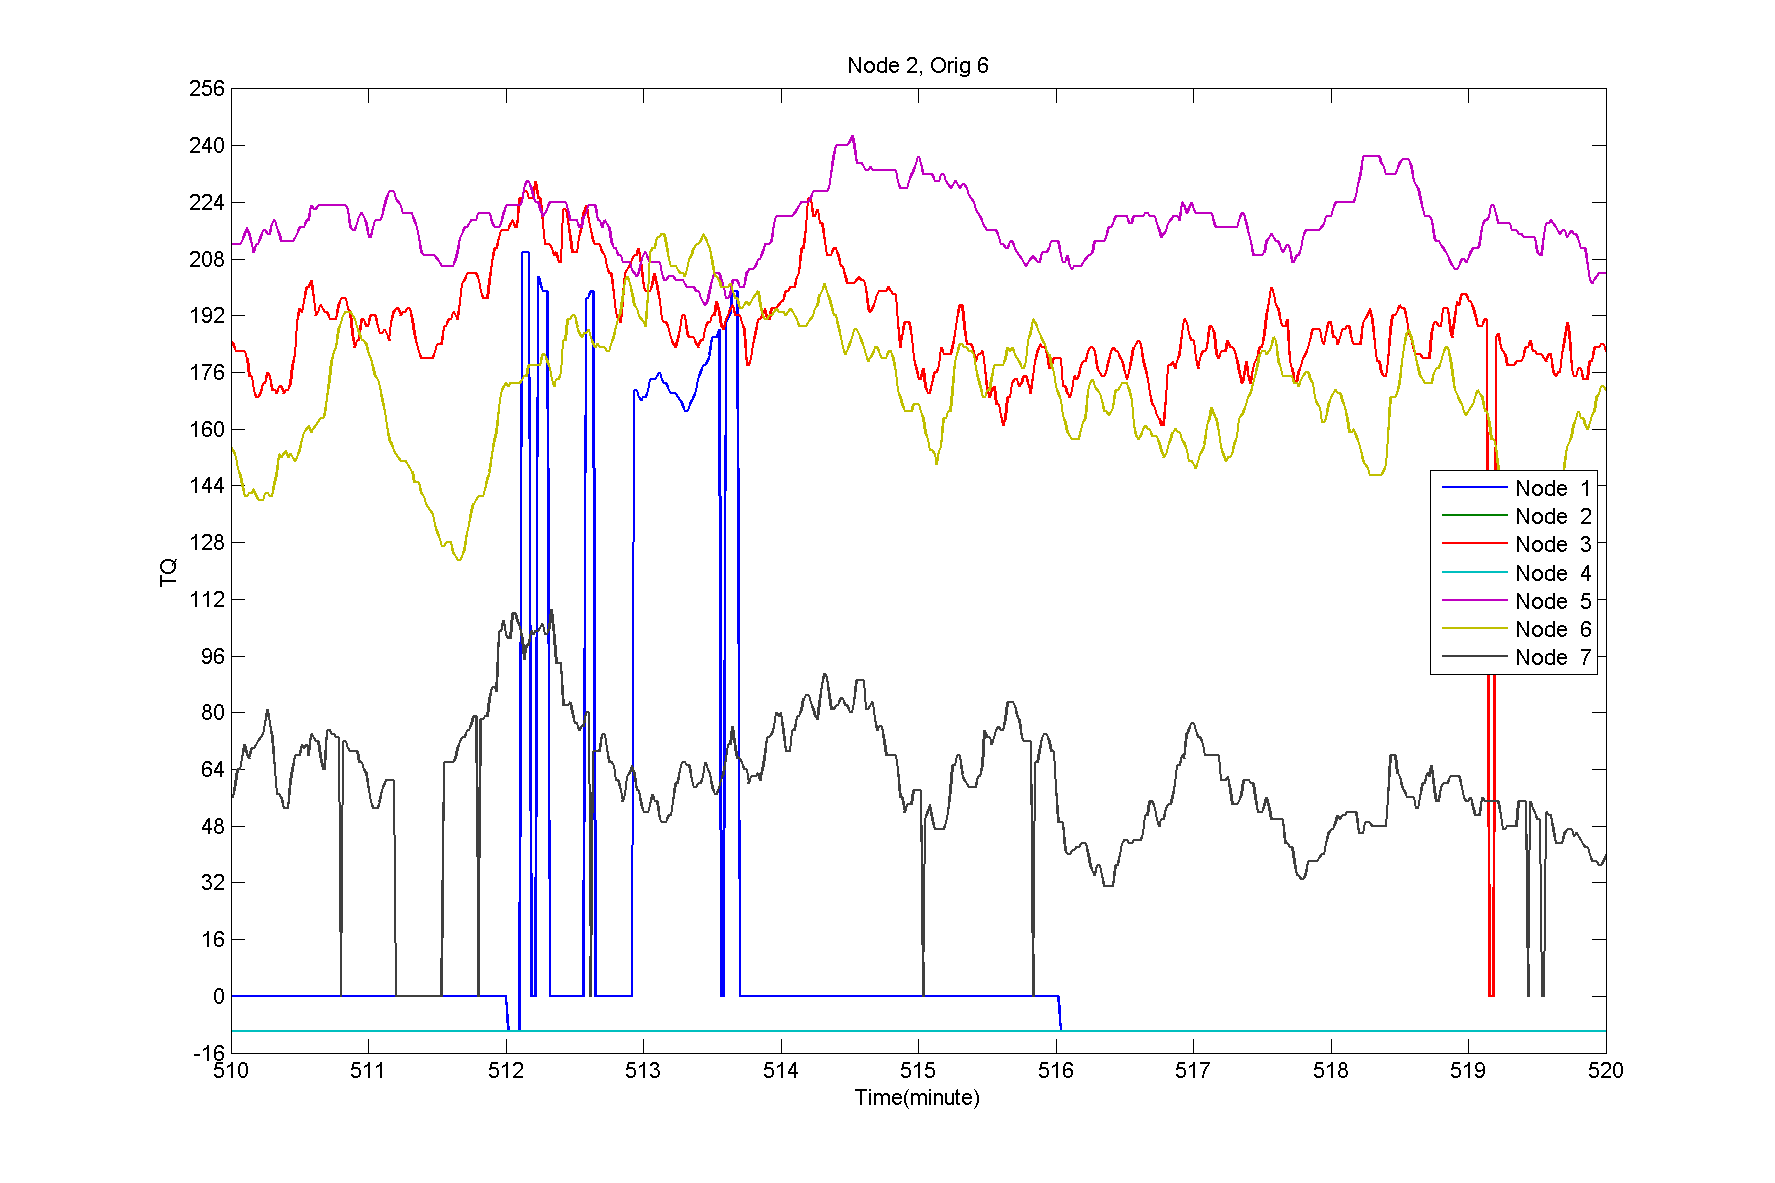 Node 2, Orig 6
256
240
224
208
192
176
160
144
128
112
96
80
64
48
32
16
0
-16
TQ
510 511 512 513 514 515 516 517 518 519 520
Time(minute)
Node 1
Node 2
Node 3
Node 4
Node 5
Node 6
Node 7